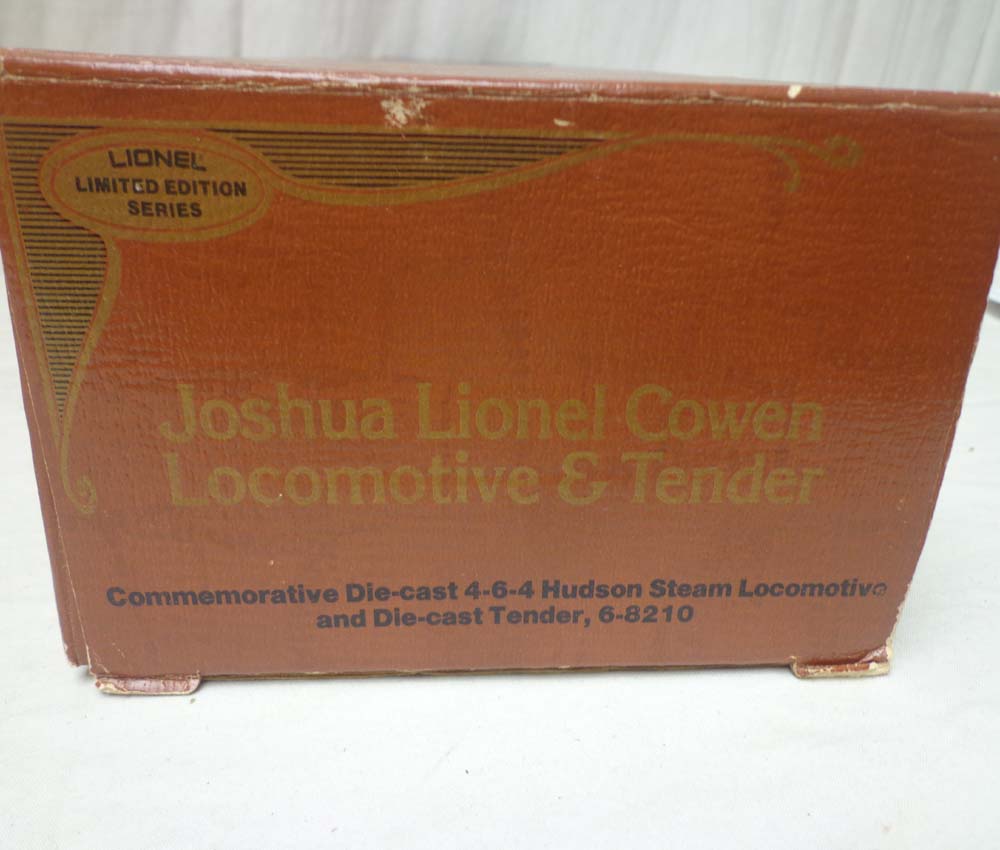 LIONEL
LIMITED EDITION
SERIES
Joshua Lionel Cowen
Locomotive & Tender
Commemorative Die-cast 4-6-4 Hudson Steam Locomotive
and Die-cast Tender, 6-8210